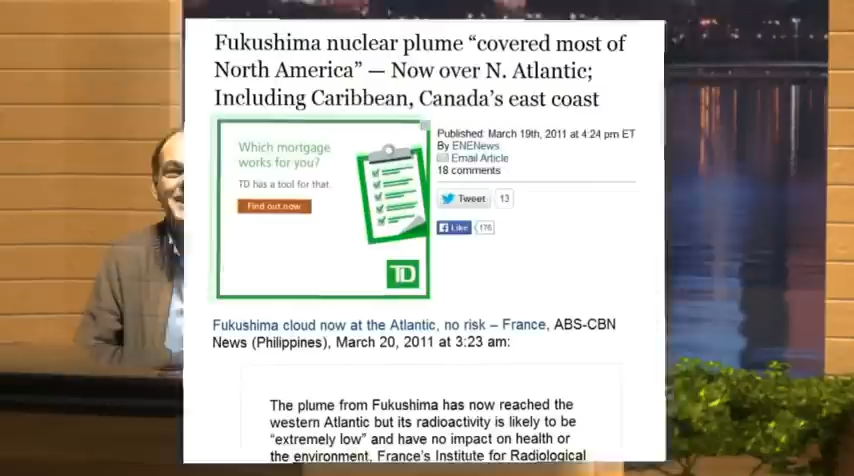 Fukushima nuclear plume “covered most of
North America” — Now over N. Atlantic;
Including Caribbean, Canada’s east coast
Which mortgage
works for you?
TD has a tool for that.
Find out now
TD
Published: March 19th, 2011 at 4:24 pm ET
By ENENews
Email Article
18 comments
Tweet 13
Like 176
Fukushima cloud now at the Atlantic, no risk – France, ABS-CBN
News (Philippines), March 20, 2011 at 3:23 am:
The plume from Fukushima has now reached the
western Atlantic but its radioactivity is likely to be
“extremely low” and have no impact on health or
the environment, France’s Institute for Radiological